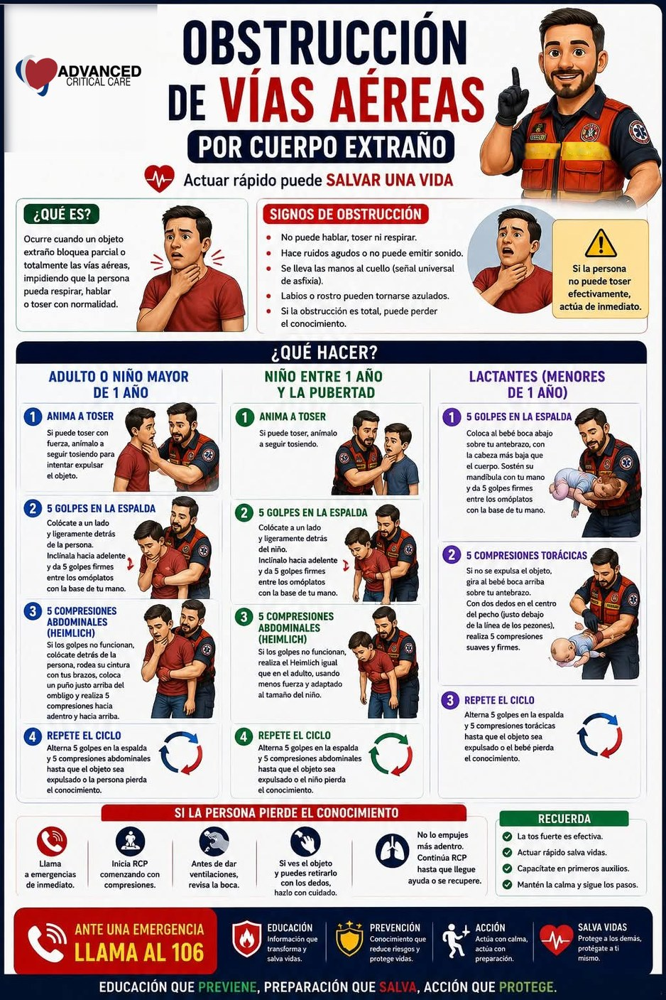 ADVANCED
CRITICAL CARE
OBSTRUCCIÓN
DE VÍAS AÉREAS
POR CUERPO EXTRAÑO
Actuar rápido puede SALVAR UNA VIDA
¿QUÉ ES?
Ocurre cuando un objeto
extraño bloquea parcial o
totalmente las vías aéreas,
impidiendo que la persona
pueda respirar, hablar
o toser con normalidad.
SIGNOS DE OBSTRUCCIÓN
• No puede hablar, toser ni respirar.
• Hace ruidos agudos o no puede emitir sonido.
• Se lleva las manos al cuello (señal universal
de asfixia).
• Labios o rostro pueden tornarse azulados.
• Si la obstrucción es total, puede perder
el conocimiento.
Si la persona
no puede toser
efectivamente,
actúa de inmediato.
¿QUÉ HACER?
ADULTO O NIÑO MAYOR
DE 1 AÑO
1 ANIMA A TOSER
Si puede toser con
fuerza, anímalo a
seguir tosiendo para
intentar expulsar
el objeto.
2 5 GOLPES EN LA ESPALDA
Colócate a un lado
y ligeramente detrás
de la persona.
Inclínala hacia adelente
y da 5 golpes firmes
entre los omóplatos
con la base de tu mano.
3 5 COMPRESIONES
ABDOMINALES
(HEIMLICH)
Si los golpes no funcionan,
colócate detrás de la
persona, rodea su cintura
con tus brazos, coloca
un puño justo arriba del
ombligo y realiza 5
compresiones hacia
adentro y hacia arriba.
4 REPETE EL CICLO
Alterna 5 golpes en la espalda
y 5 compresiones abdominales
hasta que el objeto sea
expulsado o la persona pierda
el conocimiento.
NIÑO ENTRE 1 AÑO
Y LA PUBERTAD
1 ANIMA A TOSER
Si puede toser, anímalo
a seguir tosiendo.
2 5 GOLPES EN LA ESPALDA
Colócate a un lado
y ligeramente detrás
del niño.
Inclínalo hacia adelente
y da 5 golpes firmes
entre los omóplatos
con la base de tu mano.
3 5 COMPRESIONES
ABDOMINALES
(HEIMLICH)
Si los golpes no funcionan,
realiza el Heimlich igual
que en el adulto, usando
menos fuerza y adaptado
al tamaño del niño.
4 REPETE EL CICLO
Alterna 5 golpes en la espalda
y 5 compresiones abdominales
hasta que el objeto sea
expulsado o el niño pierda
el conocimiento.
LACTANTES (MENORES
DE 1 AÑO)
1 5 GOLPES EN LA ESPALDA
Coloca al bebé boca abajo
sobre tu antebrazo, con
la cabeza más baja que
el cuerpo. Sostén su
mandíbula con tu mano
y da 5 golpes firmes
entre los omóplatos
con la base de tu mano.
2 5 COMPRESIONES TORÁCICAS
Si no se expulsa el objeto,
gira al bebé boca arriba
sobre tu antebrazo.
Con dos dedos en el centro
del pecho (justo debajo
de la línea de los pezones),
realiza 5 compresiones
suaves y firmes.
3 REPETE EL CICLO
Alterna 5 golpes en la espalda
y 5 compresiones torácicas
hasta que el objeto sea
expulsado o el bebé pierda
el conocimiento.
SI LA PERSONA PIERDE EL CONOCIMIENTO
Llama
a emergencias
de inmediato.
Inicia RCP
comenzando con
compresiones.
Antes de dar
ventilaciones,
revisa la boca.
Si ves el objeto
y puedes retirarlo
con los dedos,
hazlo con cuidado.
No lo empujes
más adentro.
Continúa RCP
hasta que llegue
ayuda o se recupere.
RECUERDA
La tos fuerte es efectiva.
Actuar rápido salva vidas.
Capacítate en primeros auxilios.
Mantén la calma y sigue los pasos.
ANTE UNA EMERGENCIA
LLAMA AL 106
EDUCACIÓN
Información que
transforma y
salva vidas.
PREVENCIÓN
Conocimiento que
reduce riesgos y
protege vidas.
ACCIÓN
Actúa con calma,
actúa con
preparación.
SALVA VIDAS
Protege a los demás,
protégate a ti
mismo.
EDUCACIÓN QUE PREVIENE, PREPARACIÓN QUE SALVA, ACCIÓN QUE PROTEGE.